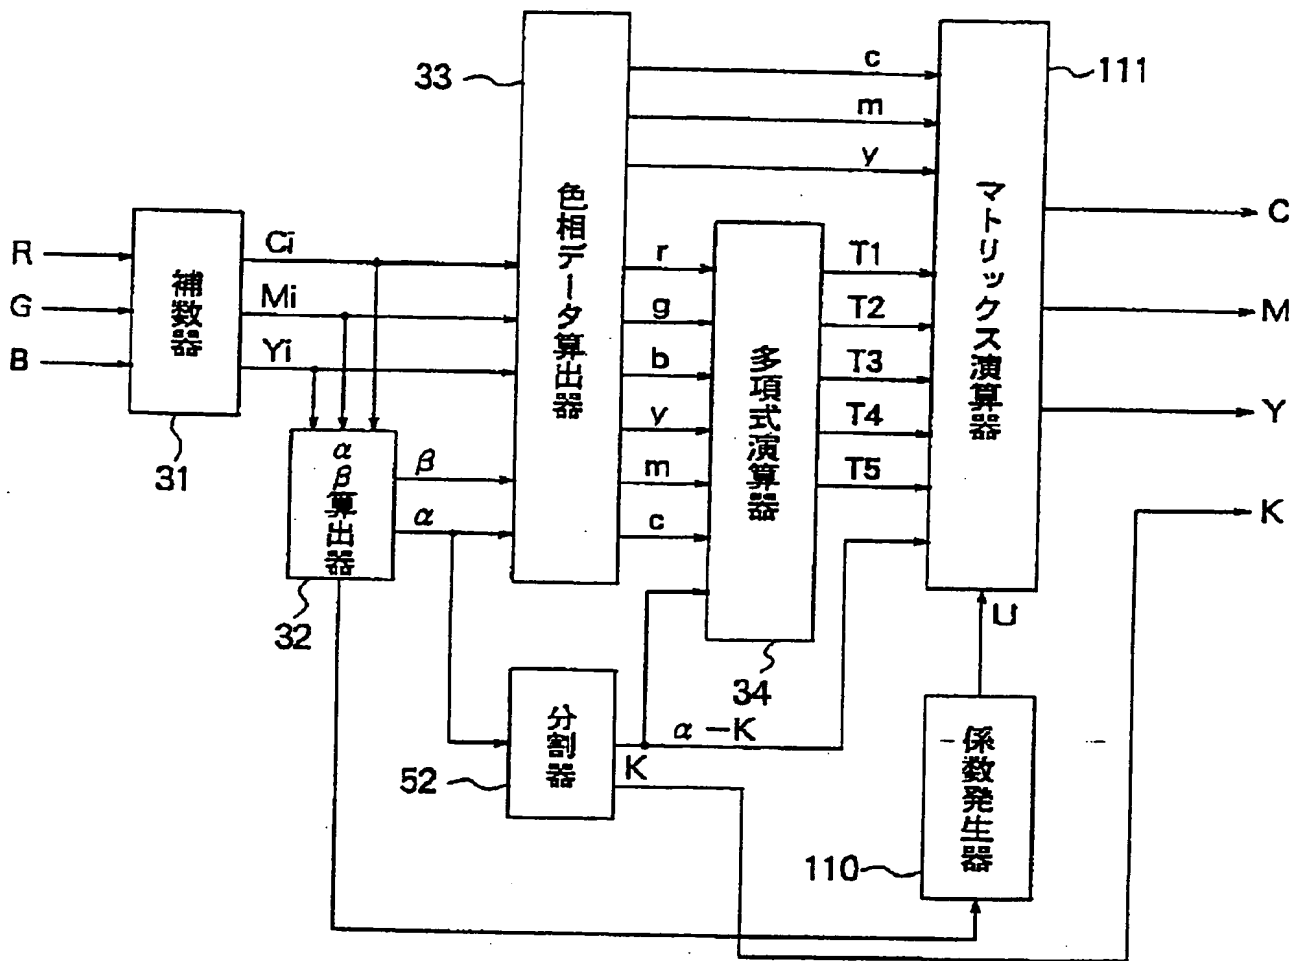 R
G
B
補数器
31
Ci
Mi
Yi
αβ算出器
32
β
α
33
色相データ算出器
c
m
y
r
g
b
y
m
c
多項式演算器
34
T1
T2
T3
T4
T5
マトリックス演算器
111
C
M
Y
K
分割器
52
α-K
K
U
係数発生器
110